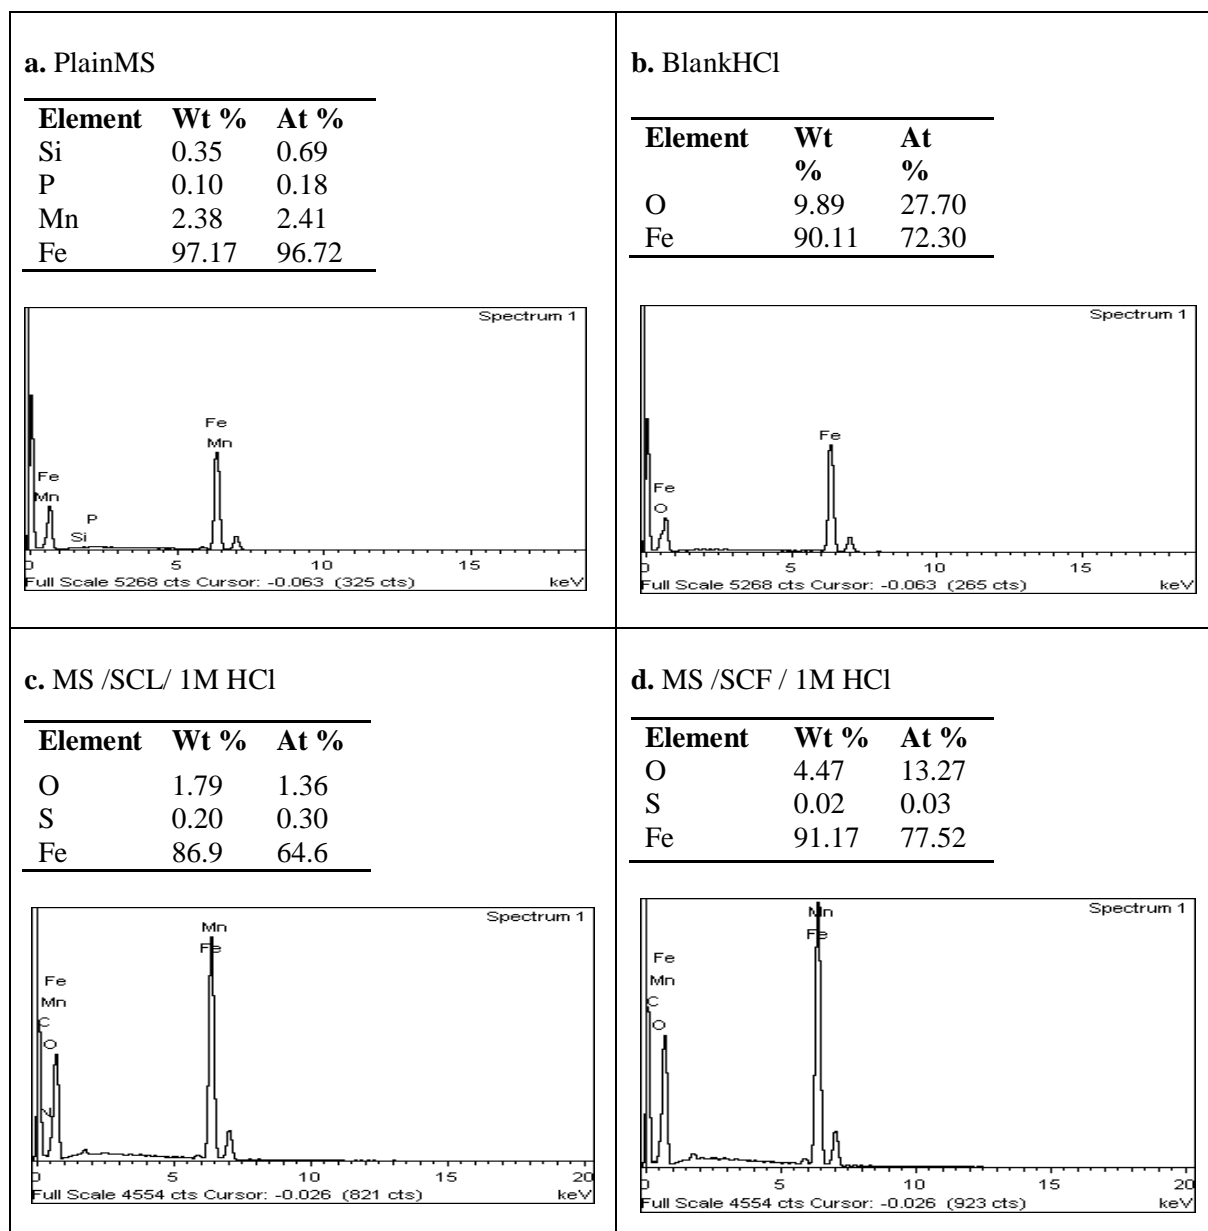 a. PlainMS
Element Wt % At %
Si 0.35 0.69
P 0.10 0.18
Mn 2.38 2.41
Fe 97.17 96.72
Spectrum 1
Fe
Mn
Fe
Mn
P
Si
0 5 10 15
Full Scale 5268 cts Cursor: -0.063 (325 cts) keV
b. BlankHCl
Element Wt % At %
O 9.89 27.70
Fe 90.11 72.30
Spectrum 1
Fe
Fe
O
0 5 10 15
Full Scale 5268 cts Cursor: -0.063 (265 cts) keV
c. MS /SCL/ 1M HCl
Element Wt % At %
O 1.79 1.36
S 0.20 0.30
Fe 86.9 64.6
Spectrum 1
Mn
Fe
Fe
Mn
C
O
N
0 5 10 15 20
Full Scale 4554 cts Cursor: -0.026 (821 cts) keV
d. MS /SCF / 1M HCl
Element Wt % At %
O 4.47 13.27
S 0.02 0.03
Fe 91.17 77.52
Spectrum 1
Mn
Fe
Fe
Mn
C
O
0 5 10 15 20
Full Scale 4554 cts Cursor: -0.026 (923 cts) keV